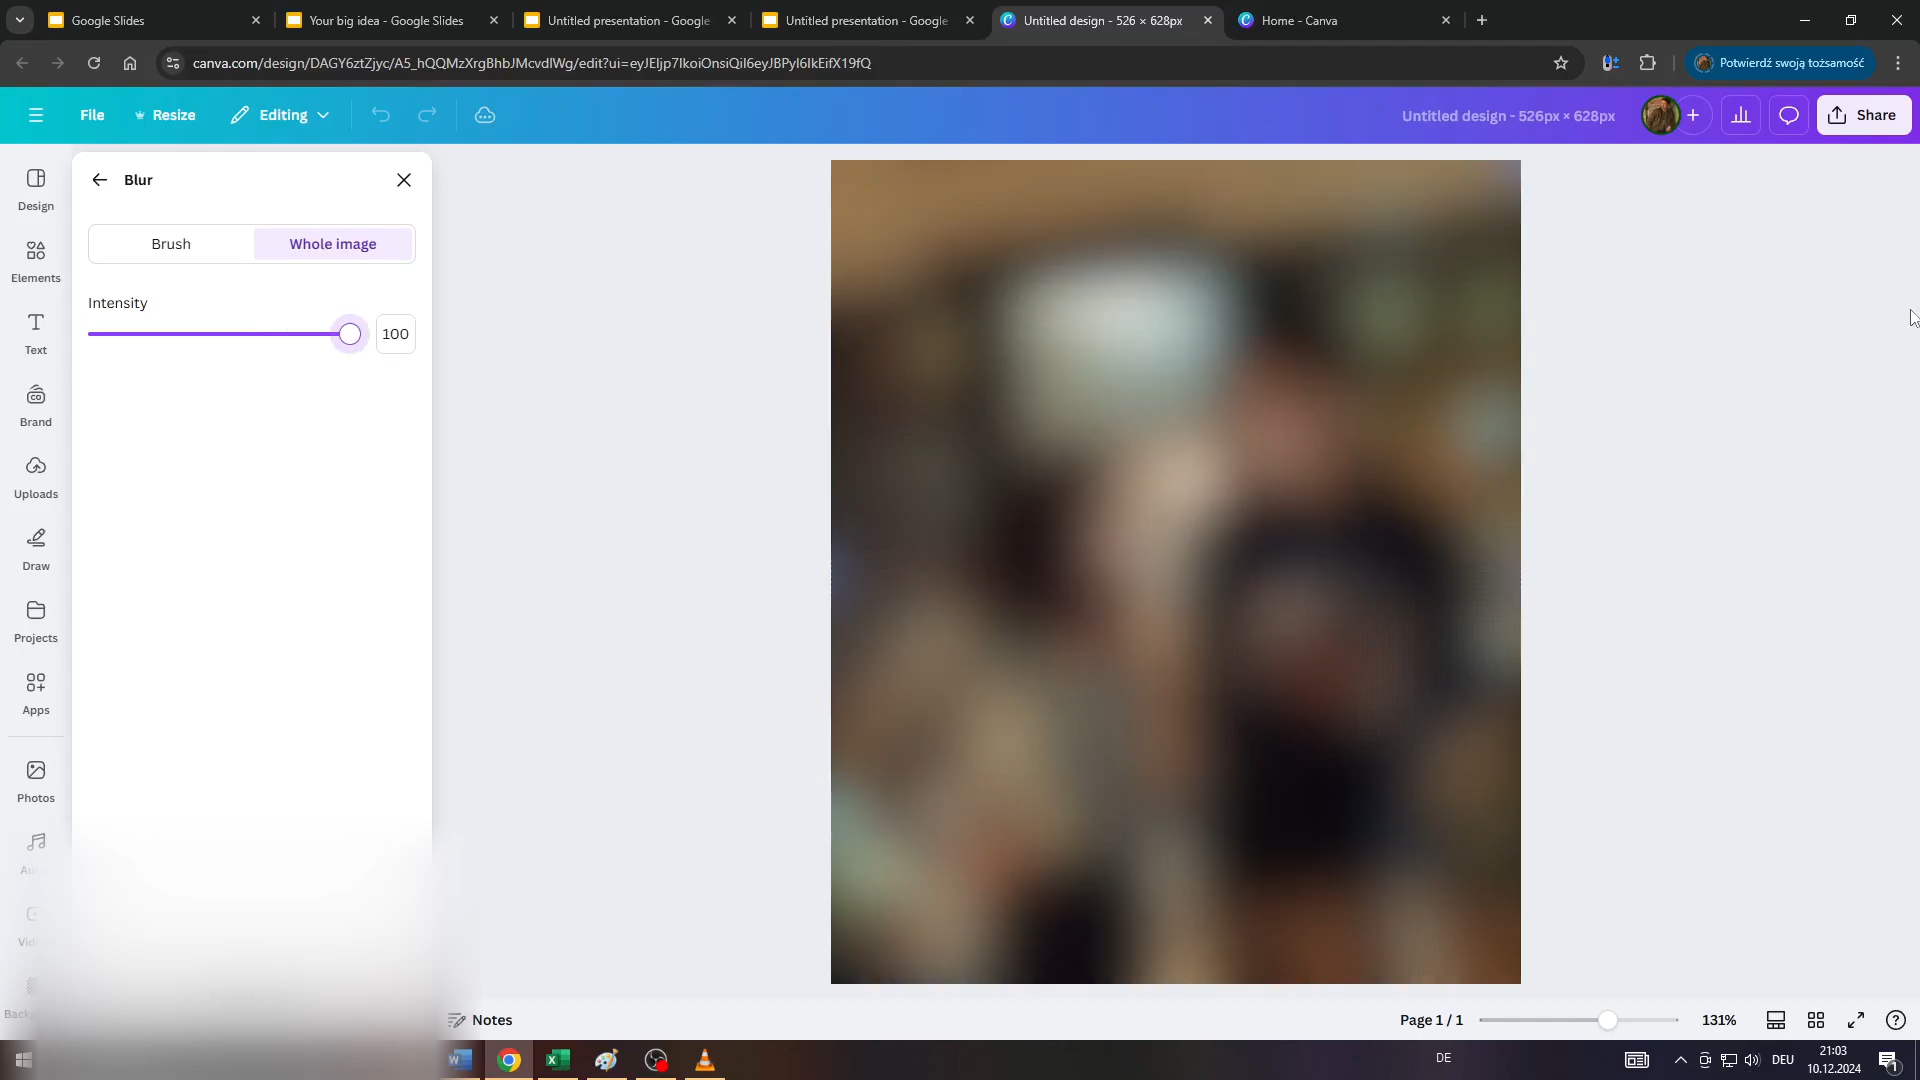 Google Slides
Your big idea - Google Slides
Untitled presentation - Google
Untitled presentation - Google
Untitled design - 526 × 628px
Home - Canva
canva.com/design/DAGY6ztZjyc/A5_hQQMzXrgBhbJMcvdlWg/edit?ui=eyJEIjp7IkoiOnsiQiI6eyJBPyI6IkEifX19fQ
Potwierdź swoją tożsamość
File
Resize
Editing
Untitled design - 526px × 628px
Share
Design
Elements
Text
Brand
Uploads
Draw
Projects
Apps
Photos
Blur
Brush
Whole image
Intensity
100
Notes
Page 1 / 1
131%
DE
DEU
21:03
10.12.2024
1